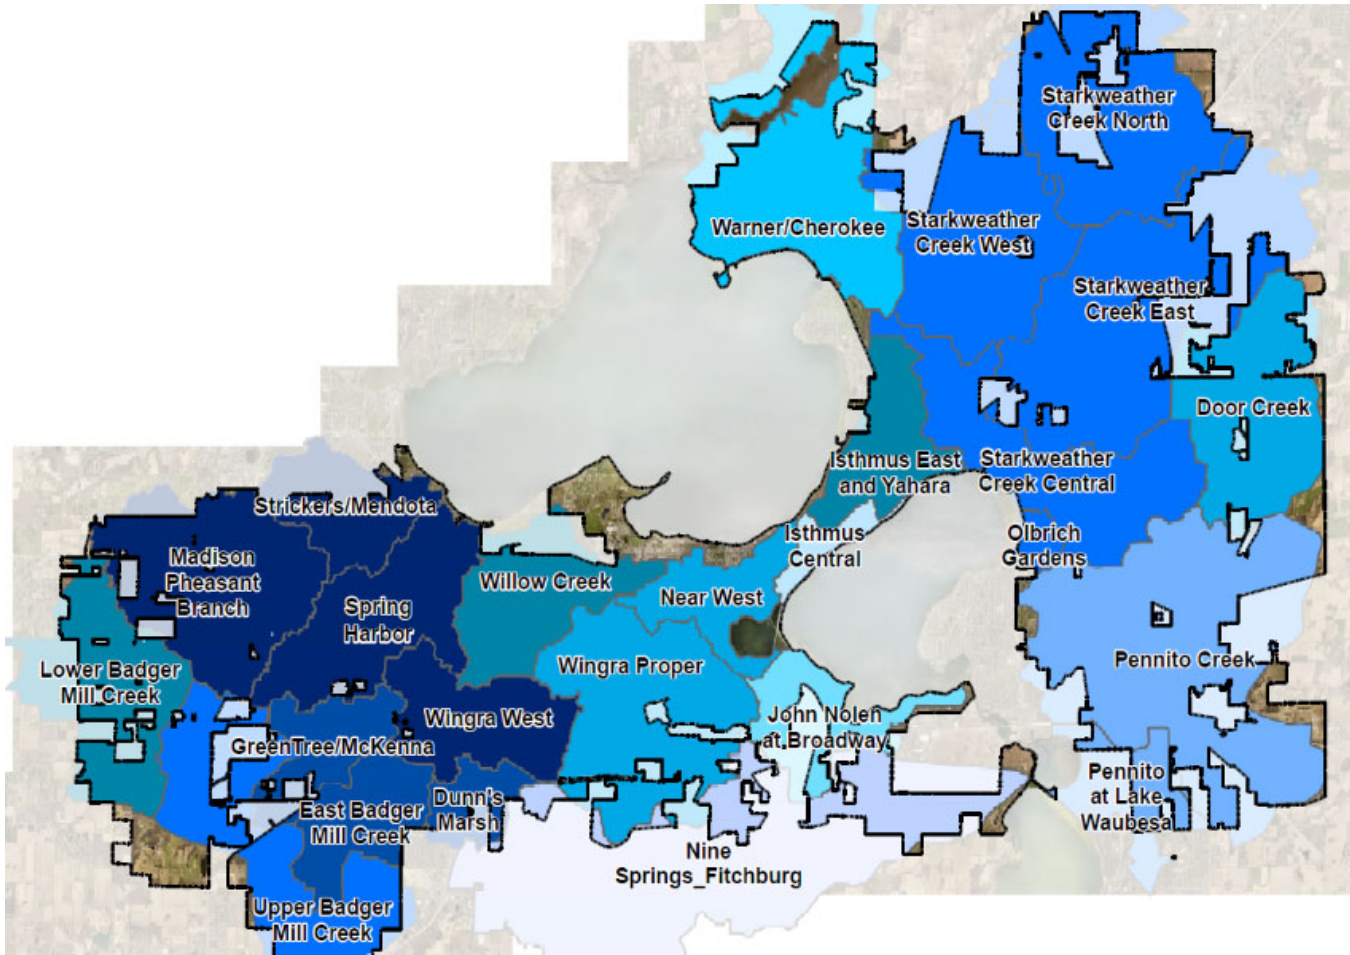 Starkweather
Creek North
Warner/Cherokee
Starkweather
Creek West
Starkweather
Creek East
Door Creek
Isthmus East
and Yahara
Starkweather
Creek Central
Strickers/Mendota
Isthmus
Central
Olbrich
Gardens
Madison
Pheasant
Branch
Willow Creek
Near West
Spring
Harbor
Wingra Proper
Pennito Creek
Lower Badger
Mill Creek
Wingra West
John Nolen
at Broadway
GreenTree/McKenna
Pennito
at Lake
Waubesa
East Badger
Mill Creek
Dunn's
Marsh
Nine
Springs_Fitchburg
Upper Badger
Mill Creek